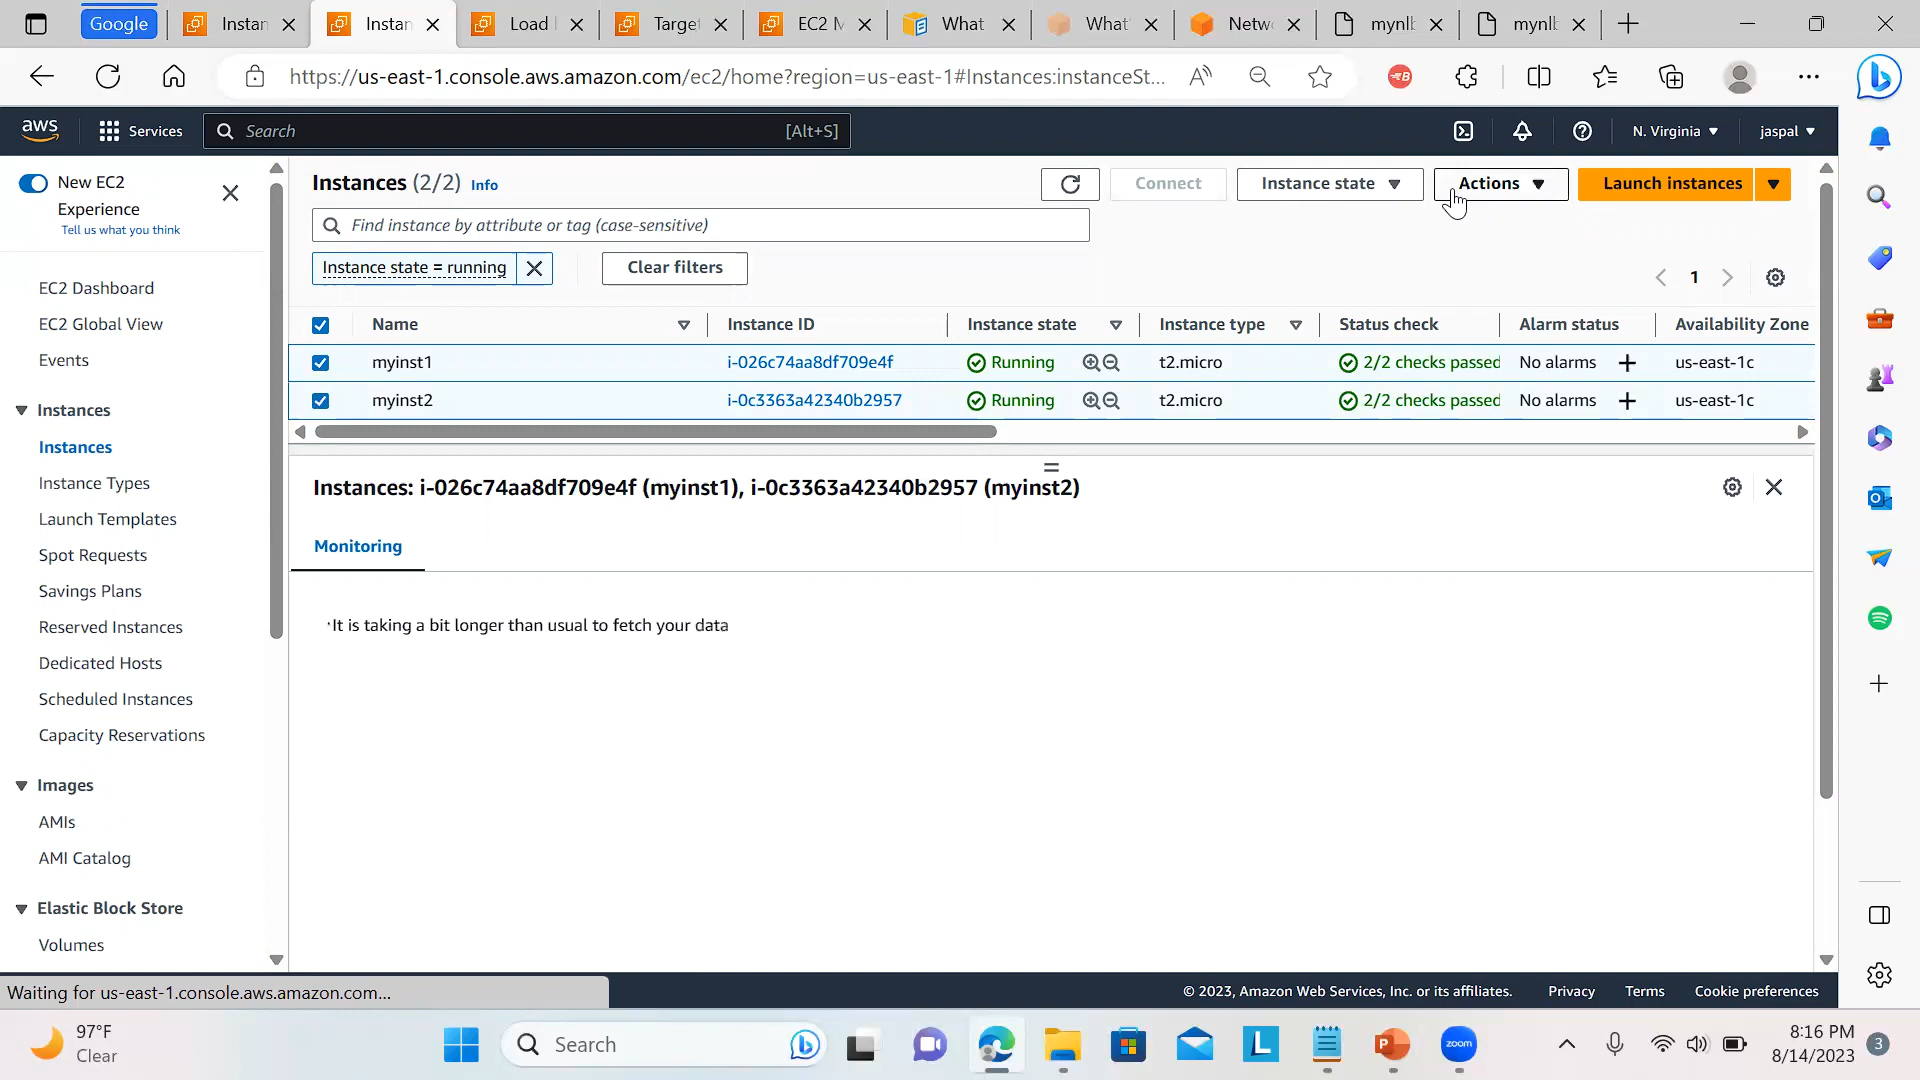 Google
Instan
Instan
Load
Targe
EC2 M
What
What
Netw
mynlb
mynlb
https://us-east-1.console.aws.amazon.com/ec2/home?region=us-east-1#Instances:instanceSt...
aws
Services
Search
[Alt+S]
N. Virginia
jaspal
New EC2
Experience
Tell us what you think
EC2 Dashboard
EC2 Global View
Events
Instances
Instances
Instance Types
Launch Templates
Spot Requests
Savings Plans
Reserved Instances
Dedicated Hosts
Scheduled Instances
Capacity Reservations
Images
AMIs
AMI Catalog
Elastic Block Store
Volumes
Instances (2/2) Info
Connect
Instance state
Actions
Launch instances
Find instance by attribute or tag (case-sensitive)
Instance state = running
Clear filters
1
Name Instance ID Instance state Instance type Status check Alarm status Availability Zone
myinst1 i-026c74aa8df709e4f Running t2.micro 2/2 checks passed No alarms + us-east-1c
myinst2 i-0c3363a42340b2957 Running t2.micro 2/2 checks passed No alarms + us-east-1c
Instances: i-026c74aa8df709e4f (myinst1), i-0c3363a42340b2957 (myinst2)
Monitoring
It is taking a bit longer than usual to fetch your data
Waiting for us-east-1.console.aws.amazon.com...
© 2023, Amazon Web Services, Inc. or its affiliates.
Privacy
Terms
Cookie preferences
97°F
Clear
Search
zoom
8:16 PM
8/14/2023
3